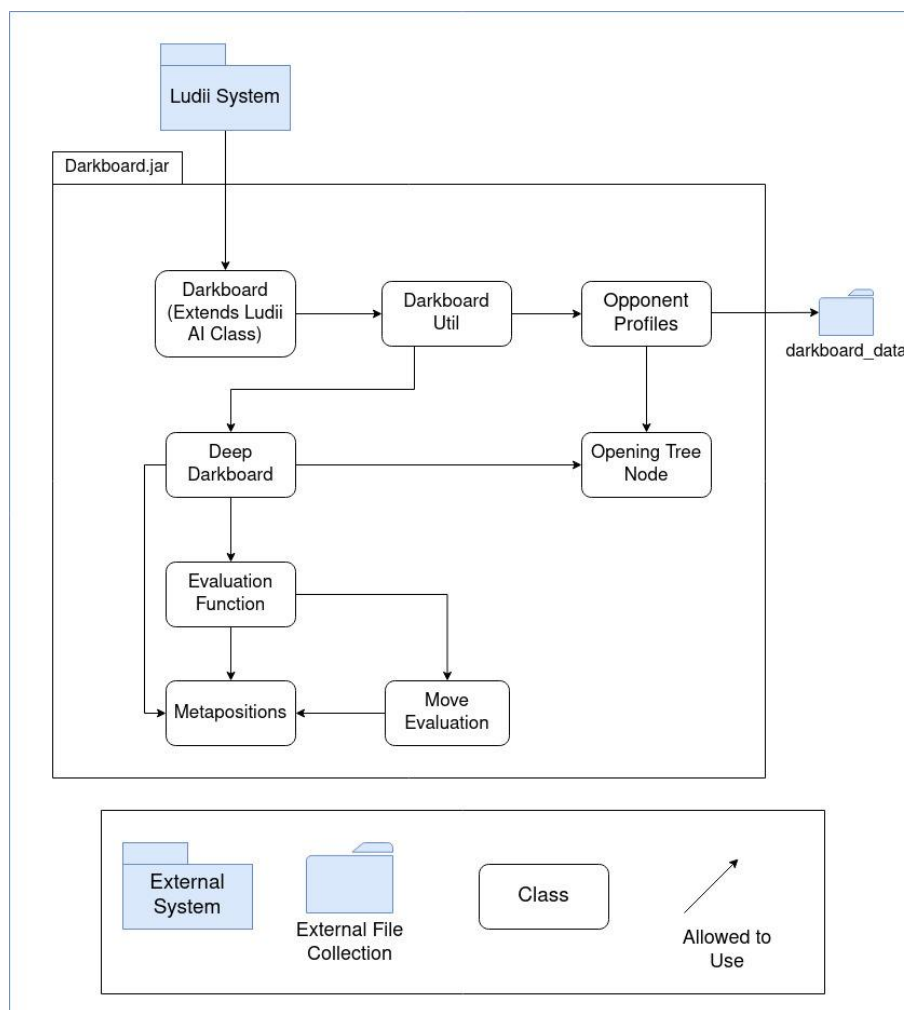 Ludii System
Darkboard.jar
Darkboard
(Extends Ludii
AI Class)
Darkboard
Util
Opponent
Profiles
darkboard_data
Deep
Darkboard
Opening Tree
Node
Evaluation
Function
Metapositions
Move
Evaluation
External
System
External File
Collection
Class
Allowed to
Use